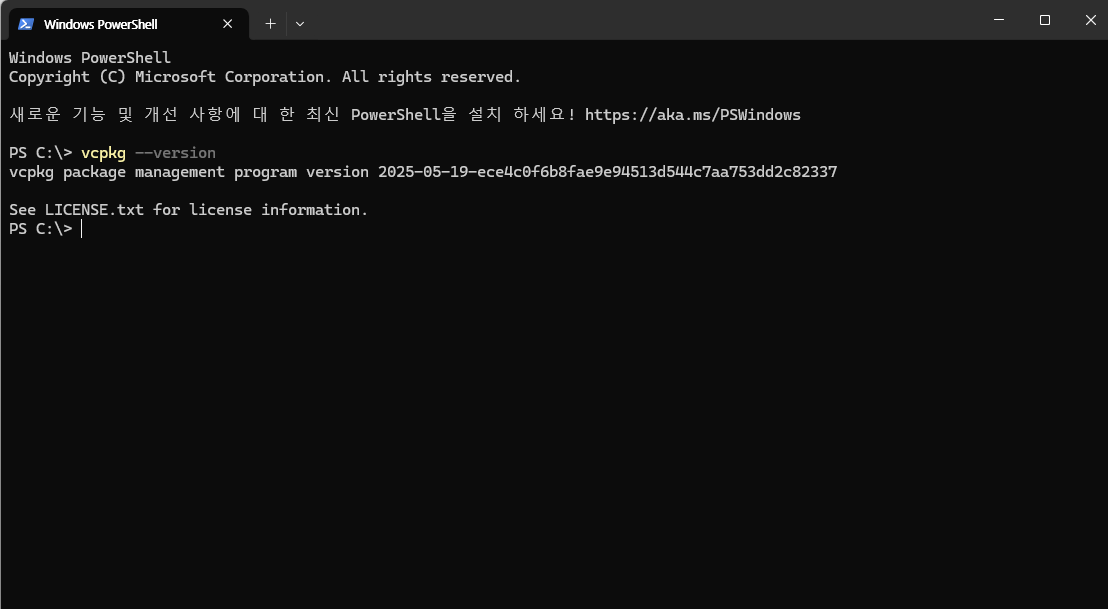 Windows PowerShell
Windows PowerShell
Copyright (C) Microsoft Corporation. All rights reserved.
새로운 기능 및 개선 사항에 대 한 최신 PowerShell을 설치 하세요! https://aka.ms/PSWindows
PS C:\> vcpkg --version
vcpkg package management program version 2025-05-19-ece4c0f6b8fae9e94513d544c7aa753dd2c82337
See LICENSE.txt for license information.
PS C:\>